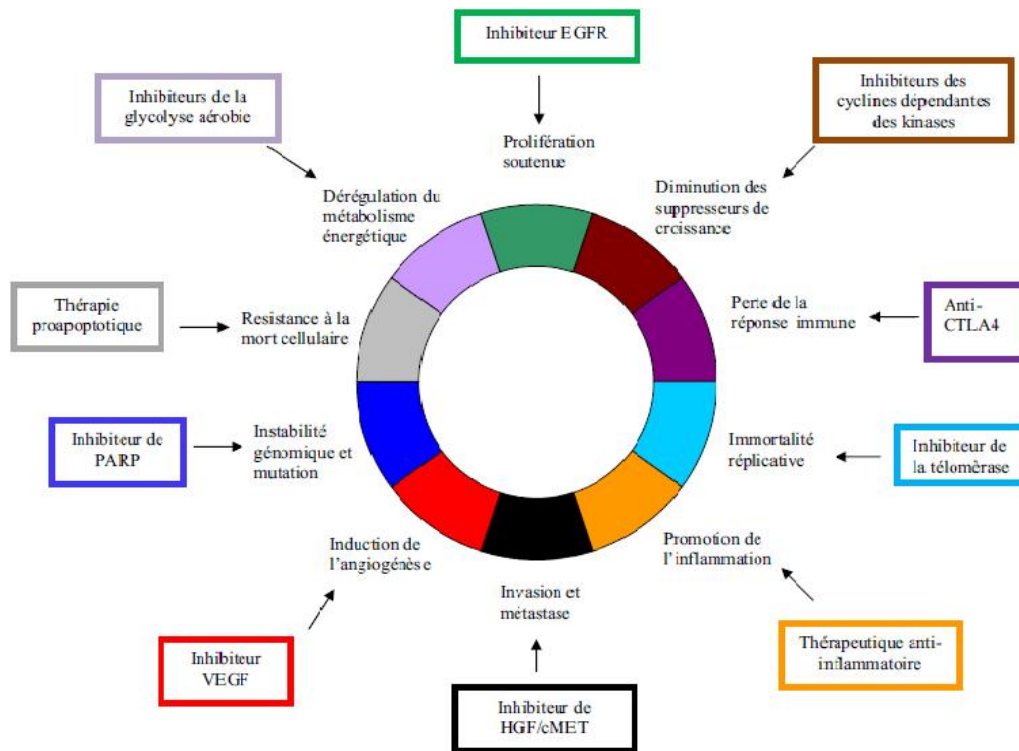 Inhibiteur EGFR
Inhibiteurs de la
glycolyse aérobie
Inhibiteurs des
cyclines dépendantes
des kinases
Prolifération
soutenue
Dérégulation du
métabolisme
énergétique
Diminution des
suppresseurs de
croissance
Thérapie
proapoptotique
Resistance à la
mort cellulaire
Perte de la
réponse immune
Anti-
CTLA4
Inhibiteur de
PARP
Instabilité
génomique et
mutation
Immortalité
réplicative
Inhibiteur de
la télomèrase
Induction de
l'angiogénèse
Promotion de
l'inflammation
Invasion et
métastase
Inhibiteur
VEGF
Thérapeutique anti-
inflammatoire
Inhibiteur de
HGF/cMET